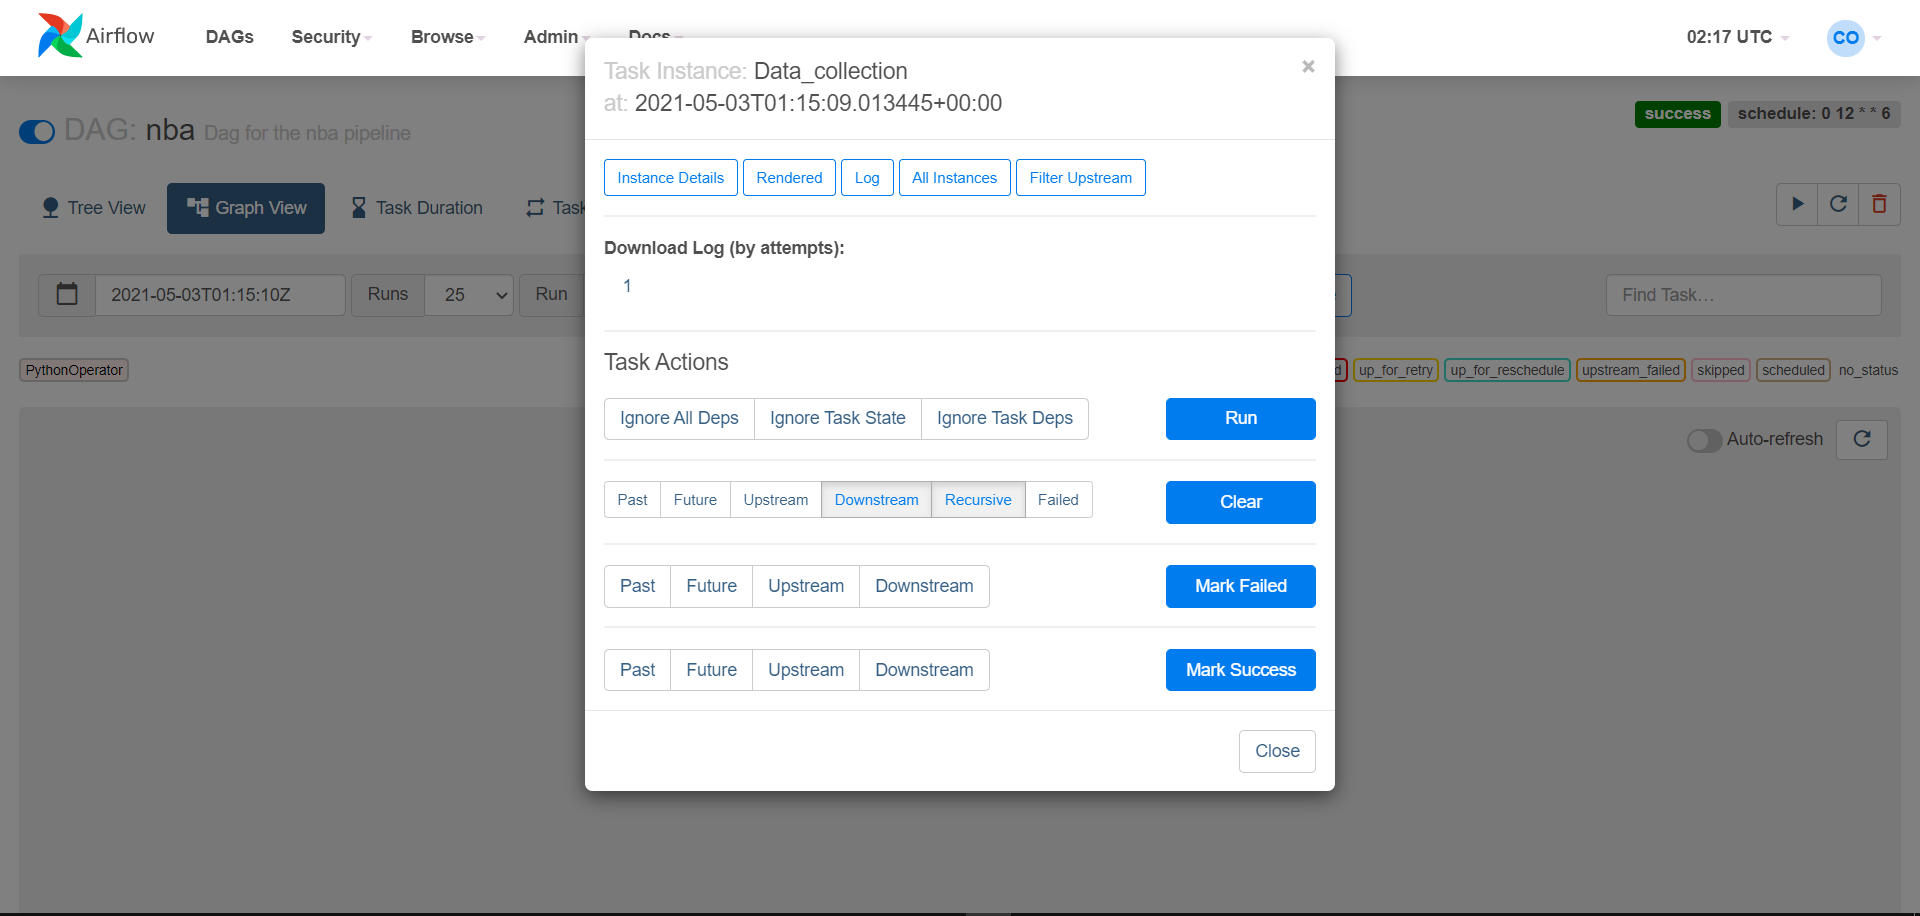 Airflow DAGs Security Browse Admin Docs 02:17 UTC CO
Task Instance: Data_collection ×
at: 2021-05-03T01:15:09.013445+00:00
DAG: nba Dag for the nba pipeline success schedule: 0 12 * * 6
Instance Details Rendered Log All Instances Filter Upstream
Tree View Graph View Task Duration Task
Download Log (by attempts):
1
2021-05-03T01:15:10Z Runs 25 Run Find Task…
Task Actions
PythonOperator up_for_retry up_for_reschedule upstream_failed skipped scheduled no_status
Ignore All Deps Ignore Task State Ignore Task Deps Run
Auto-refresh
Past Future Upstream Downstream Recursive Failed Clear
Past Future Upstream Downstream Mark Failed
Past Future Upstream Downstream Mark Success
Close